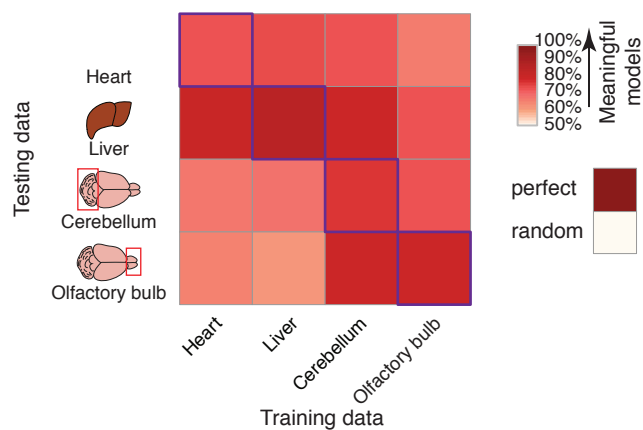 Testing data
Heart
Liver
Cerebellum
Olfactory bulb
Heart
Liver
Cerebellum
Olfactory bulb
Training data
100%
90%
80%
70%
60%
50%
Meaningful
models
perfect
random